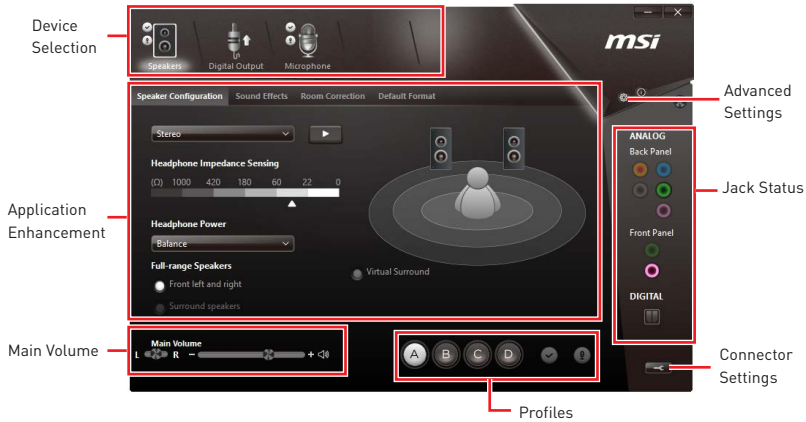 Device
Selection
Speakers
Digital Output
Microphone
msi
Speaker Configuration Sound Effects Room Correction Default Format
Advanced
Settings
Stereo
Headphone Impedance Sensing
(Ω) 1000 420 180 60 22 0
Application
Enhancement
Headphone Power
Balance
Full-range Speakers
Front left and right
Surround speakers
Virtual Surround
ANALOG
Back Panel
Front Panel
DIGITAL
Jack Status
Main Volume
Main Volume
L R − +
A B C D
Connector
Settings
Profiles